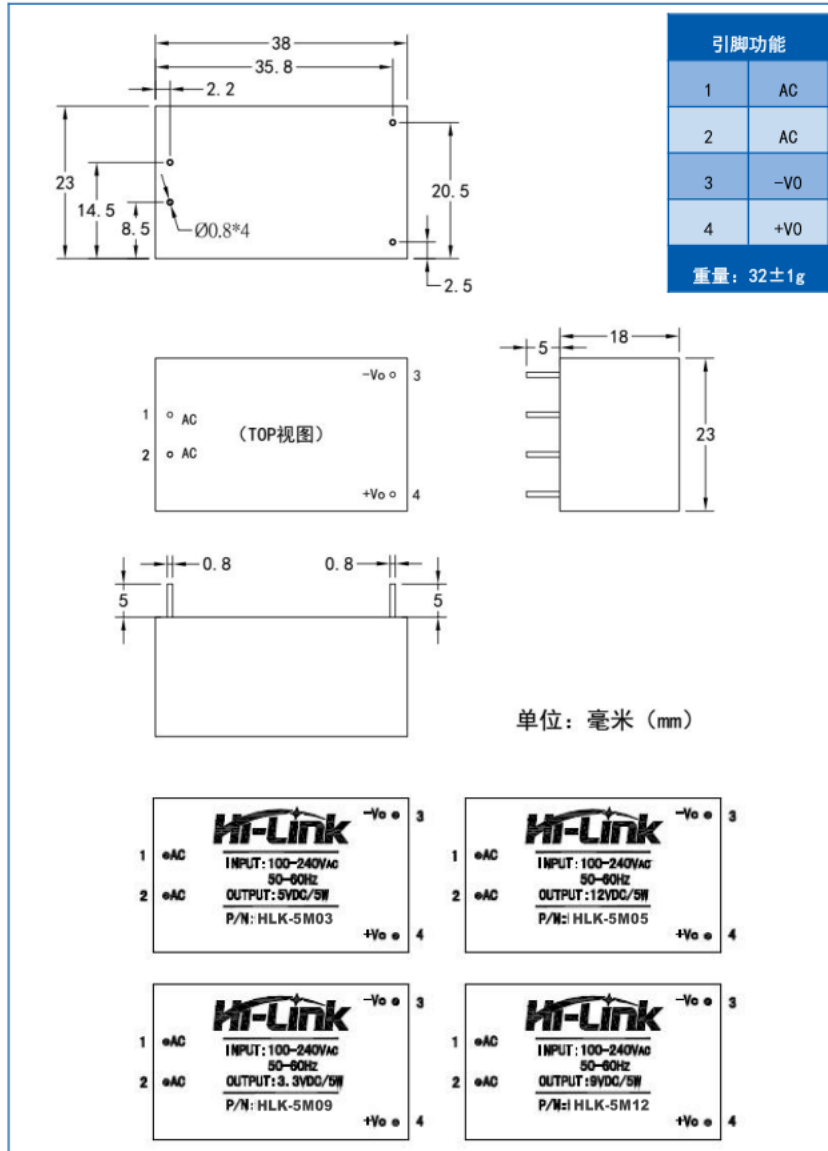 38
35.8
2.2
23
14.5
8.5
Ø0.8*4
20.5
2.5
引脚功能
1 AC
2 AC
3 -VO
4 +VO
重量：32±1g
-Vo 3
1 AC
（TOP视图）
2 AC
+Vo 4
5
18
23
0.8
0.8
5
5
单位：毫米（mm）
Hi-Link
-Vo 3
1 AC
INPUT:100-240VAC
50-60Hz
2 AC
OUTPUT:5VDC/5W
P/N: HLK-5M03
+Vo 4
Hi-Link
-Vo 3
1 AC
INPUT:100-240VAC
50-60Hz
2 AC
OUTPUT:12VDC/5W
P/N: HLK-5M05
+Vo 4
Hi-Link
-Vo 3
1 AC
INPUT:100-240VAC
50-60Hz
2 AC
OUTPUT:3.3VDC/5W
P/N: HLK-5M09
+Vo 4
Hi-Link
-Vo 3
1 AC
INPUT:100-240VAC
50-60Hz
2 AC
OUTPUT:9VDC/5W
P/N: HLK-5M12
+Vo 4